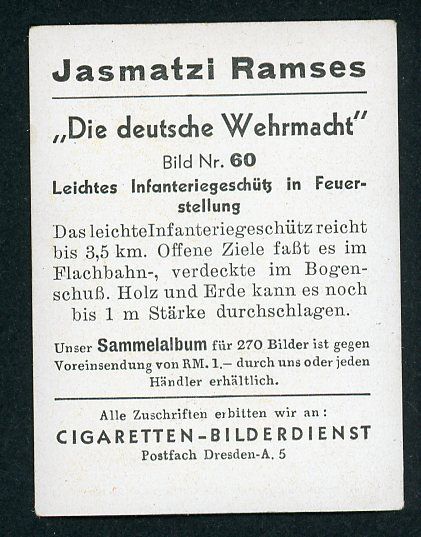 Jasmatzi Ramses
„Die deutsche Wehrmacht"
Bild Nr. 60
Leichtes Infanteriegeschütz in Feuer-
stellung
Das leichte Infanteriegeschütz reicht
bis 3,5 km. Offene Ziele faßt es im
Flachbahn-, verdeckte im Bogen-
schuß. Holz und Erde kann es noch
bis 1 m Stärke durchschlagen.
Unser Sammelalbum für 270 Bilder ist gegen
Voreinsendung von RM. 1.– durch uns oder jeden
Händler erhältlich.
Alle Zuschriften erbitten wir an:
CIGARETTEN-BILDERDIENST
Postfach Dresden-A. 5